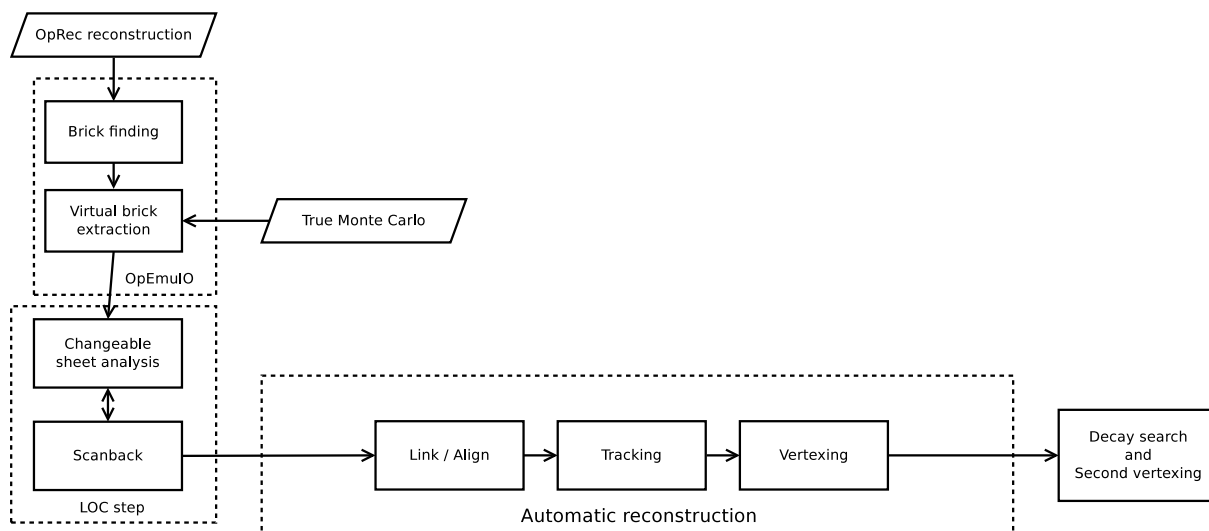 OpRec reconstruction
Brick finding
Virtual brick
extraction
True Monte Carlo
OpEmuIO
Changeable
sheet analysis
Scanback
LOC step
Link / Align
Tracking
Vertexing
Automatic reconstruction
Decay search
and
Second vertexing